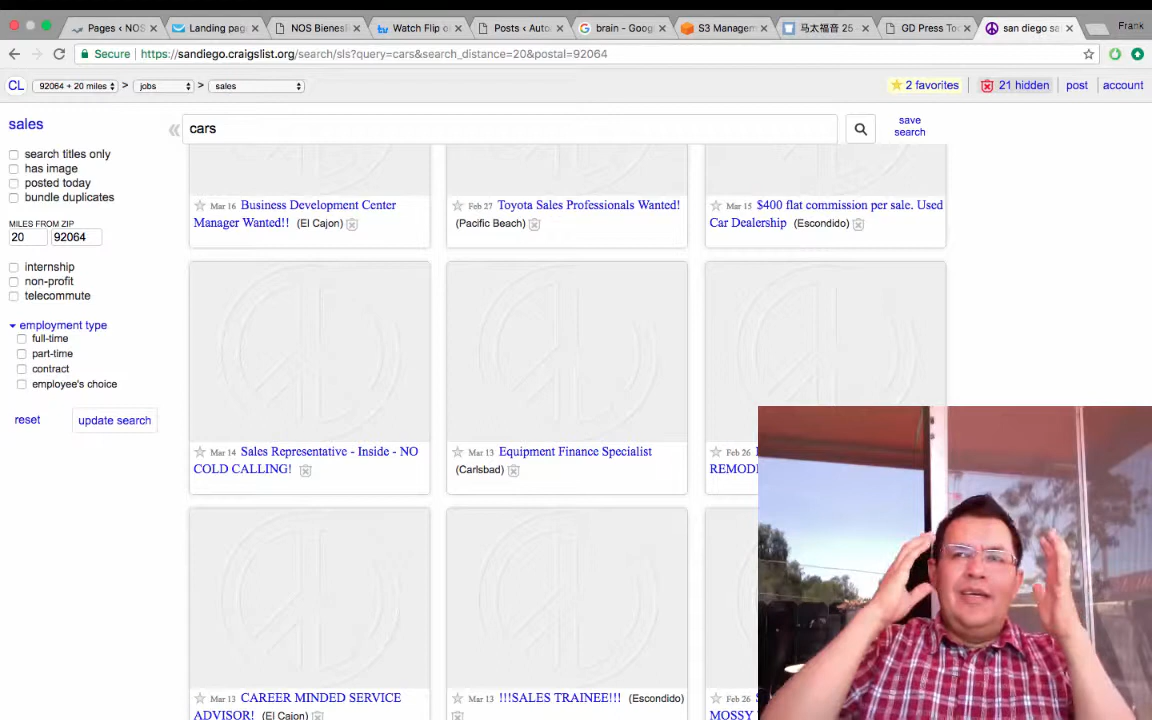 Pages ‹ NOS
Landing pag
NOS Bienes
Watch Flip o
Posts ‹ Auto
brain - Goog
S3 Managem
马太福音 25
GD Press To
san diego sa
Frank
Secure
https://sandiego.craigslist.org/search/sls?query=cars&search_distance=20&postal=92064
CL
92064 + 20 miles
>
jobs
>
sales
2 favorites
21 hidden
post
account
sales
cars
save
search
search titles only
has image
posted today
bundle duplicates
MILES FROM ZIP
20
92064
internship
non-profit
telecommute
employment type
full-time
part-time
contract
employee's choice
reset
update search
Mar 16 Business Development Center
Manager Wanted!! (El Cajon)
Feb 27 Toyota Sales Professionals Wanted!
(Pacific Beach)
Mar 15 $400 flat commission per sale. Used
Car Dealership (Escondido)
Mar 14 Sales Representative - Inside - NO
COLD CALLING!
Mar 13 Equipment Finance Specialist
(Carlsbad)
Feb 26
REMOD
Mar 13 CAREER MINDED SERVICE
ADVISOR! (El Cajon)
Mar 13 !!!SALES TRAINEE!!! (Escondido)
Feb 26
MOSSY